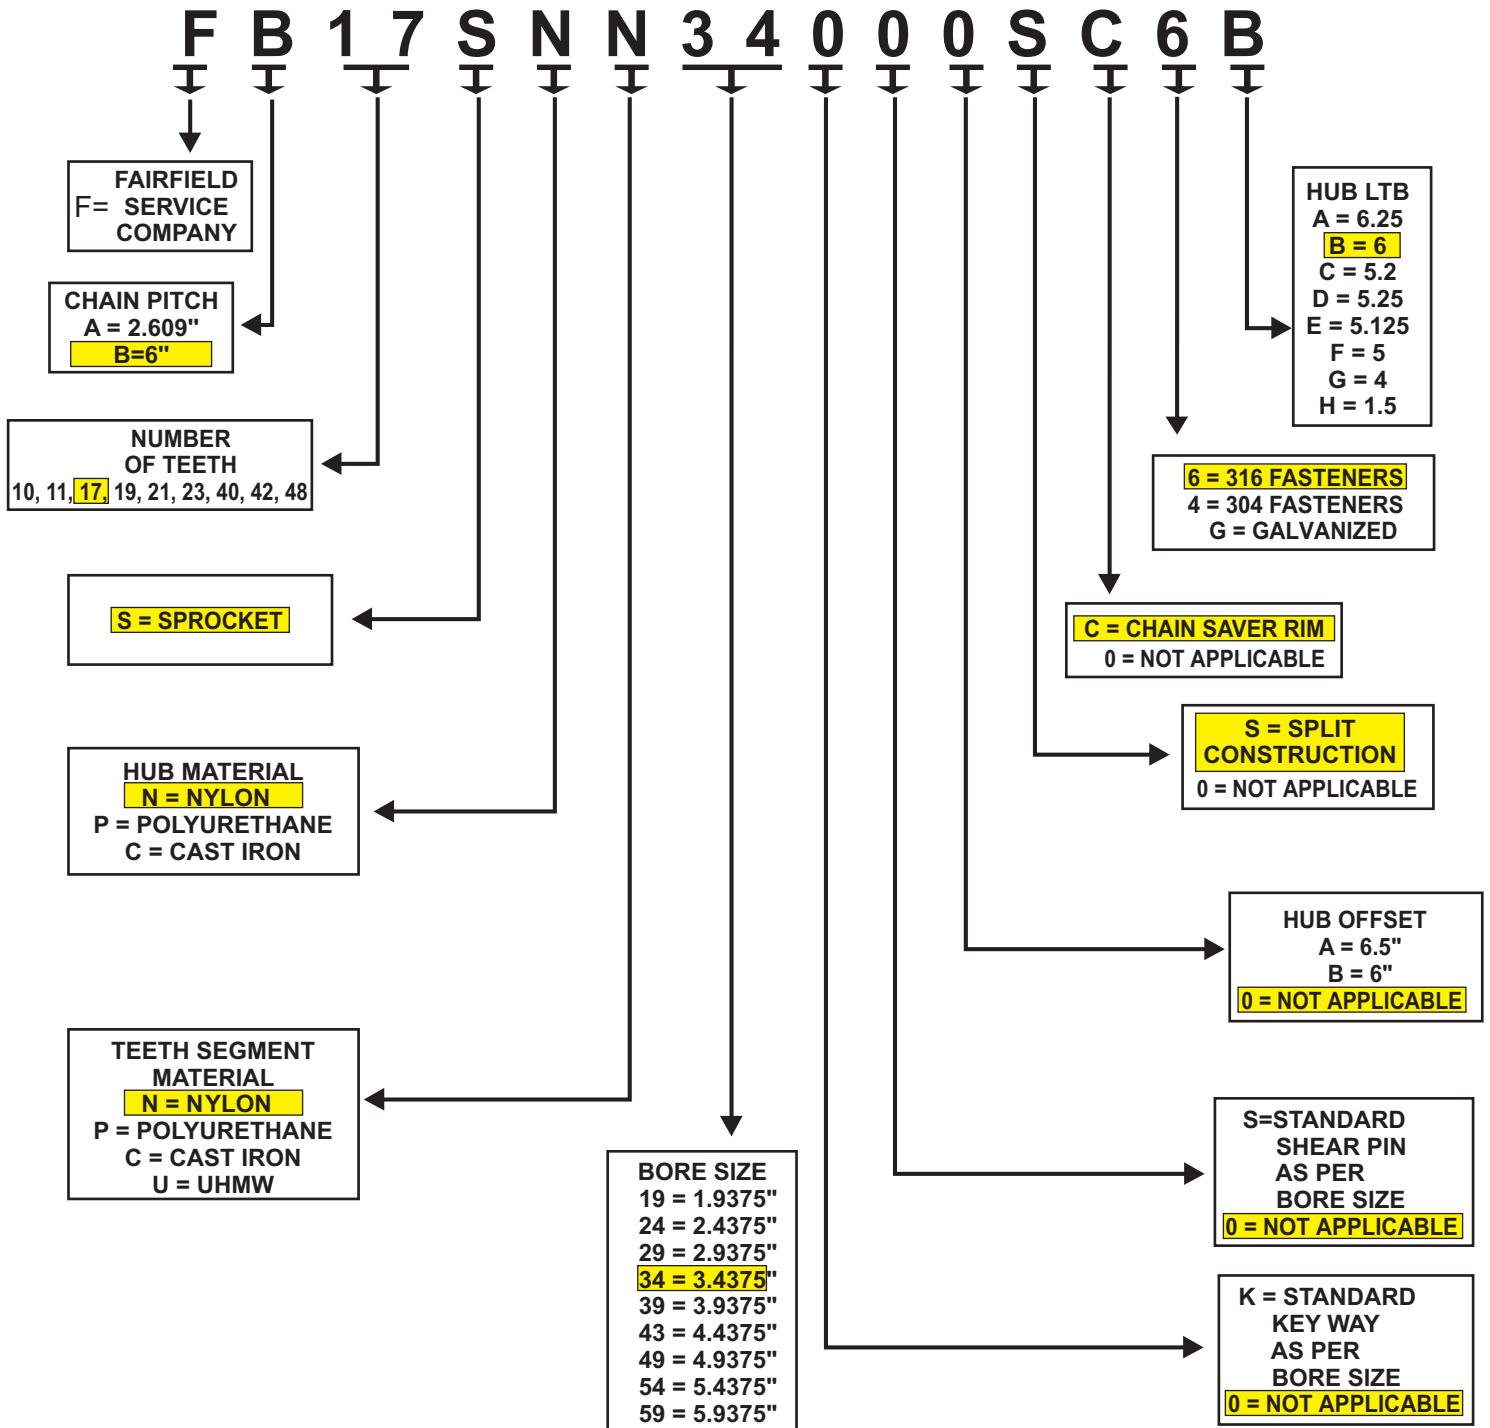 F B 1 7 S N N 3 4 0 0 0 S C 6 B
FAIRFIELD
F= SERVICE
COMPANY
CHAIN PITCH
A = 2.609"
B=6"
NUMBER
OF TEETH
10, 11, 17, 19, 21, 23, 40, 42, 48
S = SPROCKET
HUB MATERIAL
N = NYLON
P = POLYURETHANE
C = CAST IRON
TEETH SEGMENT
MATERIAL
N = NYLON
P = POLYURETHANE
C = CAST IRON
U = UHMW
BORE SIZE
19 = 1.9375"
24 = 2.4375"
29 = 2.9375"
34 = 3.4375"
39 = 3.9375"
43 = 4.4375"
49 = 4.9375"
54 = 5.4375"
59 = 5.9375"
HUB LTB
A = 6.25
B = 6
C = 5.2
D = 5.25
E = 5.125
F = 5
G = 4
H = 1.5
6 = 316 FASTENERS
4 = 304 FASTENERS
G = GALVANIZED
C = CHAIN SAVER RIM
0 = NOT APPLICABLE
S = SPLIT
CONSTRUCTION
0 = NOT APPLICABLE
HUB OFFSET
A = 6.5"
B = 6"
0 = NOT APPLICABLE
S=STANDARD
SHEAR PIN
AS PER
BORE SIZE
0 = NOT APPLICABLE
K = STANDARD
KEY WAY
AS PER
BORE SIZE
0 = NOT APPLICABLE